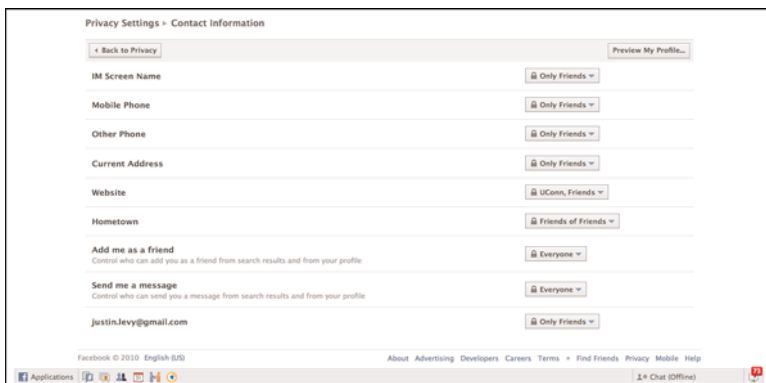 Privacy Settings ▸ Contact Information
Back to Privacy Preview My Profile...
IM Screen Name Only Friends
Mobile Phone Only Friends
Other Phone Only Friends
Current Address Only Friends
Website UConn, Friends
Hometown Friends of Friends
Add me as a friend Everyone
Control who can add you as a friend from search results and from your profile
Send me a message Everyone
Control who can send you a message from search results and from your profile
justin.levy@gmail.com Only Friends
Facebook © 2010 English (US) About Advertising Developers Careers Terms • Find Friends Privacy Mobile Help
Applications Chat (Offline) 73